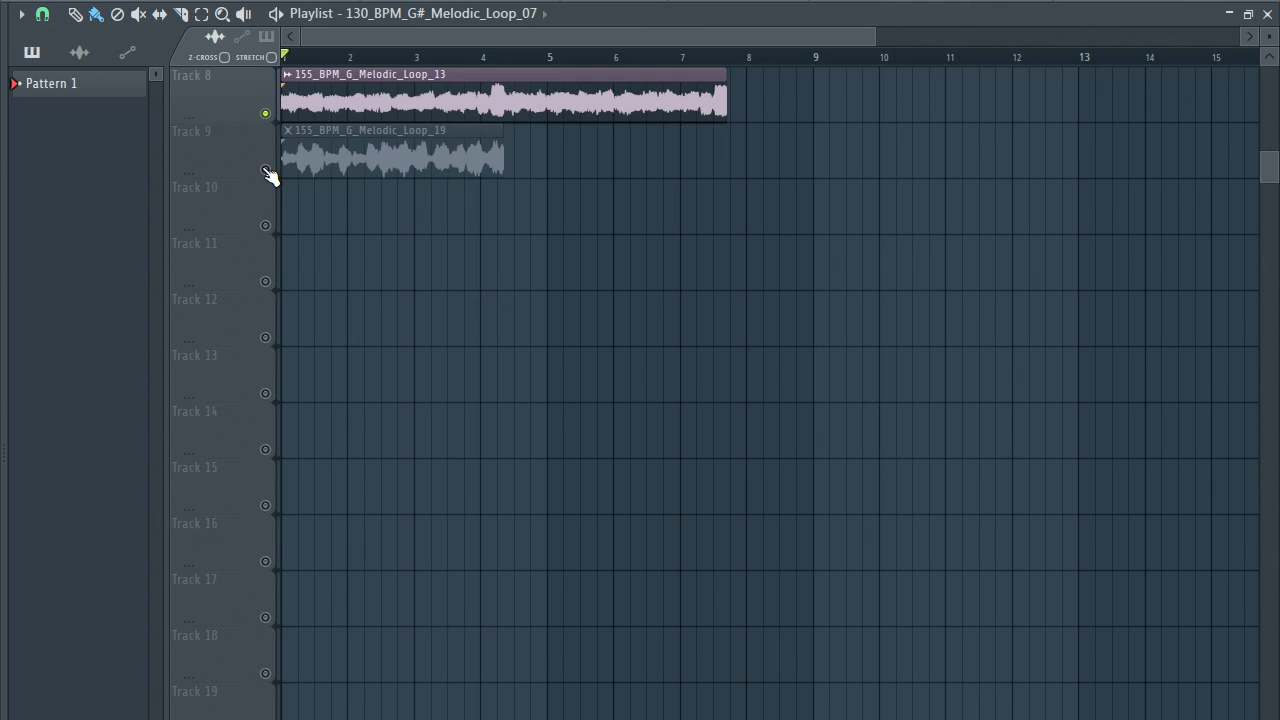 Playlist - 130_BPM_G#_Melodic_Loop_07
Z-CROSS STRETCH
1 2 3 4 5 6 7 8 9 10 11 12 13 14 15
Pattern 1
Track 8
155_BPM_G_Melodic_Loop_13
...
Track 9
155_BPM_G_Melodic_Loop_19
...
Track 10
...
Track 11
...
Track 12
...
Track 13
...
Track 14
...
Track 15
...
Track 16
...
Track 17
...
Track 18
...
Track 19